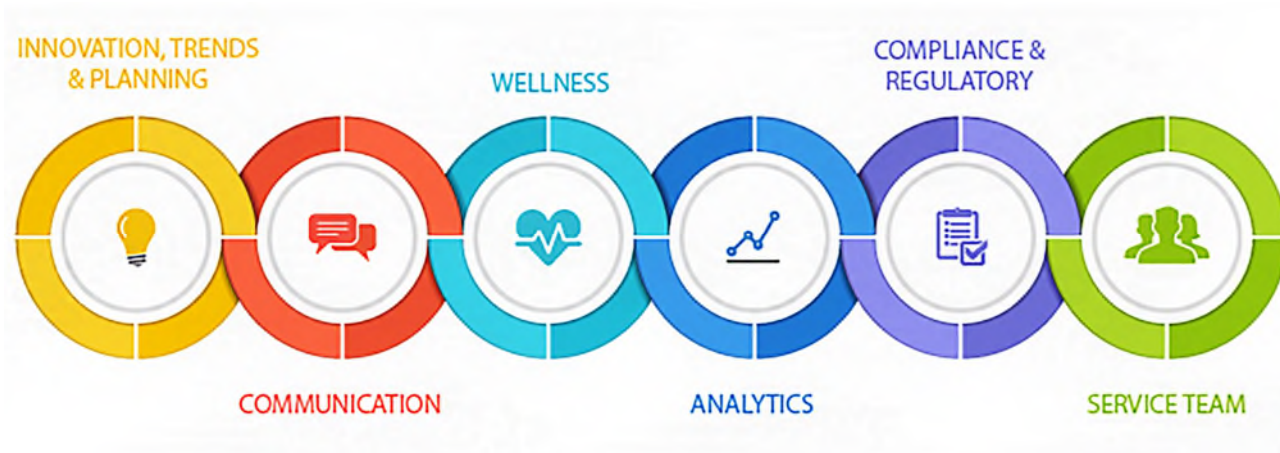 INNOVATION, TRENDS
& PLANNING
COMMUNICATION
WELLNESS
ANALYTICS
COMPLIANCE &
REGULATORY
SERVICE TEAM